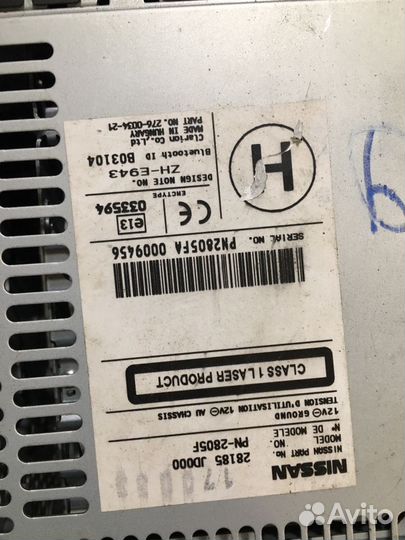 NISSAN
NISSAN PART No. 28185 JD000
MODEL NO.
N° DE MODELE PN-2805F
12V ⊖ GROUND
TENSION D'UTILISATION 12V ⊖ AU CHASSIS
CLASS 1 LASER PRODUCT
SERIAL NO. PN2805FA 0009456
e13
CE
ENCTYPE 033594
DESIGN NOTE NO.
ZH-E943
Bluetooth ID B03104
Clarion Co.,Ltd.
MADE IN HUNGARY
PART NO. 276-0034-21
H
Avito